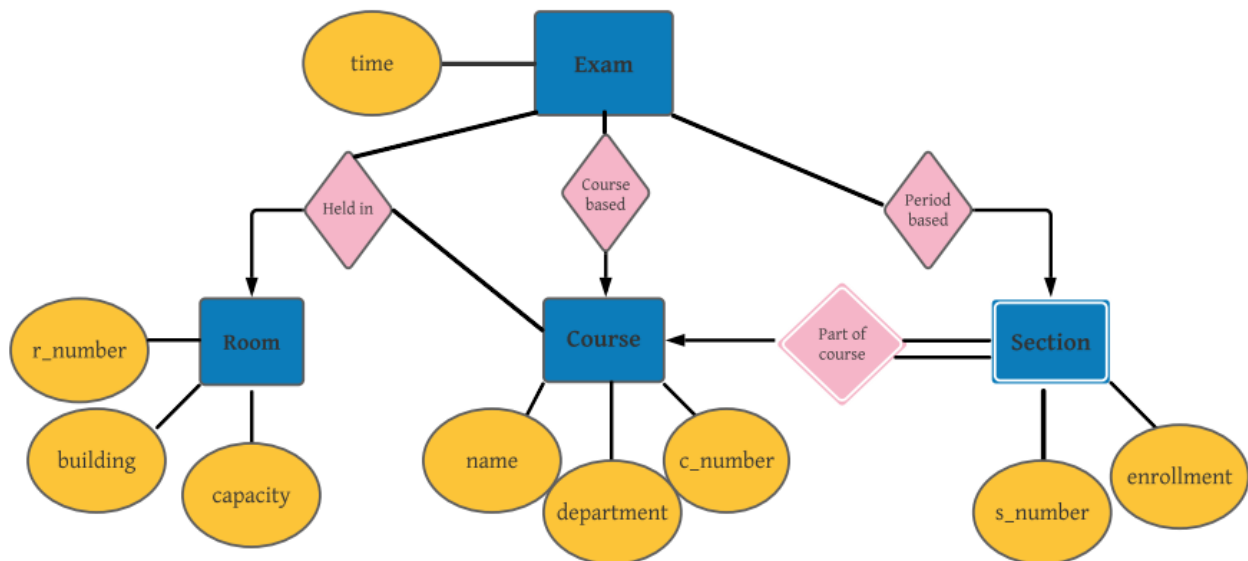 time
Exam
Held in
Course
based
Period
based
r_number
Room
Course
Part of
course
Section
building
capacity
name
department
c_number
s_number
enrollment